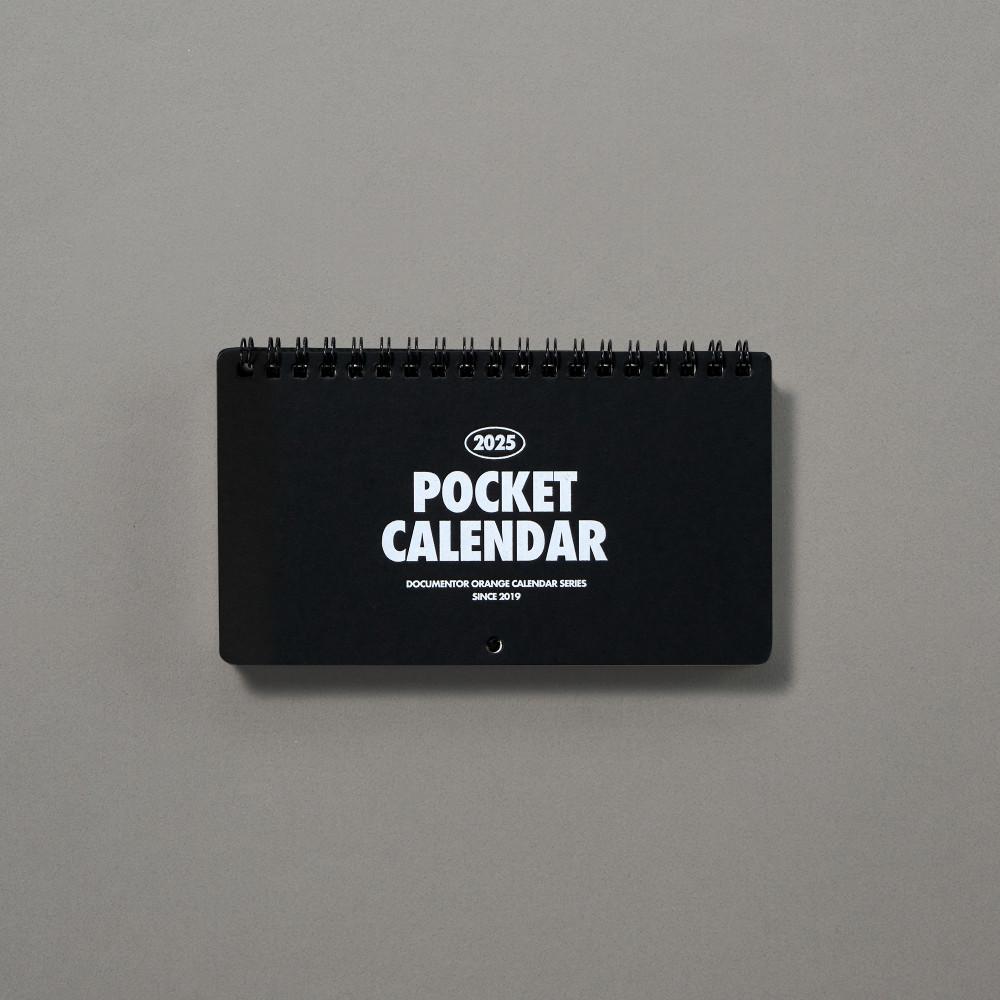 2025
POCKET
CALENDAR
DOCUMENTOR ORANGE CALENDAR SERIES
SINCE 2019